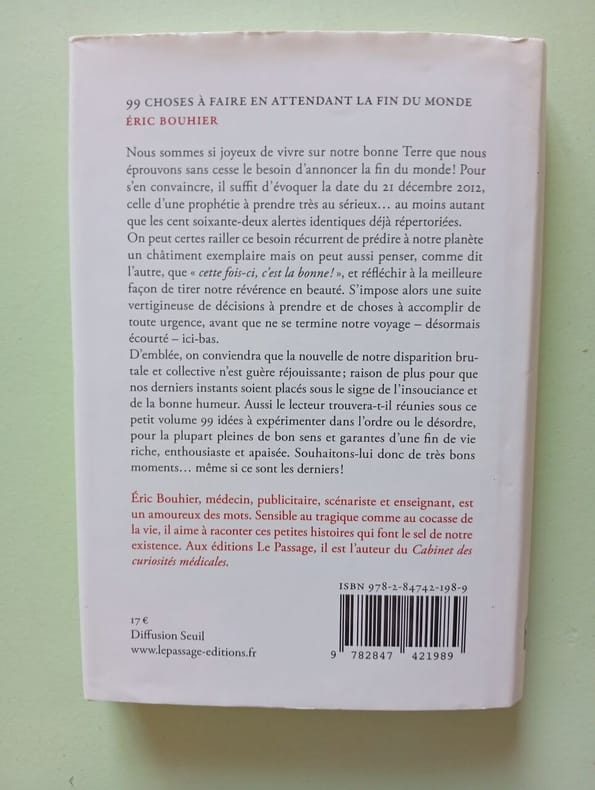 99 CHOSES À FAIRE EN ATTENDANT LA FIN DU MONDE
ÉRIC BOUHIER
Nous sommes si joyeux de vivre sur notre bonne Terre que nous
éprouvons sans cesse le besoin d'annoncer la fin du monde ! Pour
s'en convaincre, il suffit d'évoquer la date du 21 décembre 2012,
celle d'une prophétie à prendre très au sérieux… au moins autant
que les cent soixante-deux alertes identiques déjà répertoriées.
On peut certes railler ce besoin récurrent de prédire à notre planète
un châtiment exemplaire mais on peut aussi penser, comme dit
l'autre, que « cette fois-ci, c'est la bonne ! », et réfléchir à la meilleure
façon de tirer notre révérence en beauté. S'impose alors une suite
vertigineuse de décisions à prendre et de choses à accomplir de
toute urgence, avant que ne se termine notre voyage – désormais
écourté – ici-bas.
D'emblée, on conviendra que la nouvelle de notre disparition bru-
tale et collective n'est guère réjouissante ; raison de plus pour que
nos derniers instants soient placés sous le signe de l'insouciance et
de la bonne humeur. Aussi le lecteur trouvera-t-il réunies sous ce
petit volume 99 idées à expérimenter dans l'ordre ou le désordre,
pour la plupart pleines de bon sens et garantes d'une fin de vie
riche, enthousiaste et apaisée. Souhaitons-lui donc de très bons
moments… même si ce sont les derniers !
Éric Bouhier, médecin, publicitaire, scénariste et enseignant, est
un amoureux des mots. Sensible au tragique comme au cocasse de
la vie, il aime à raconter ces petites histoires qui font le sel de notre
existence. Aux éditions Le Passage, il est l'auteur du Cabinet des
curiosités médicales.
ISBN 978-2-84742-198-9
17 €
Diffusion Seuil
www.lepassage-editions.fr
9 782847 421989